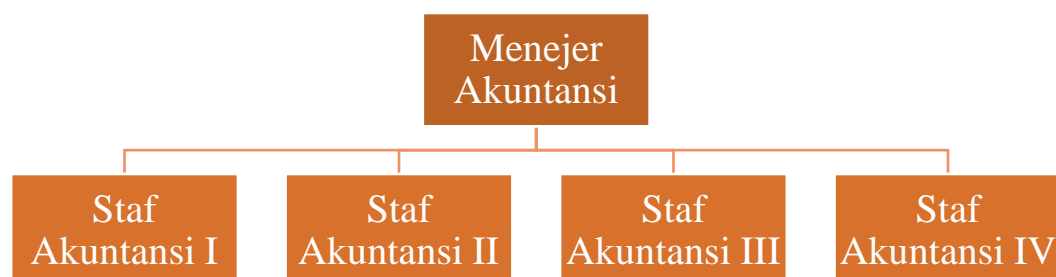 Menejer
Akuntansi
Staf
Akuntansi I
Staf
Akuntansi II
Staf
Akuntansi III
Staf
Akuntansi IV